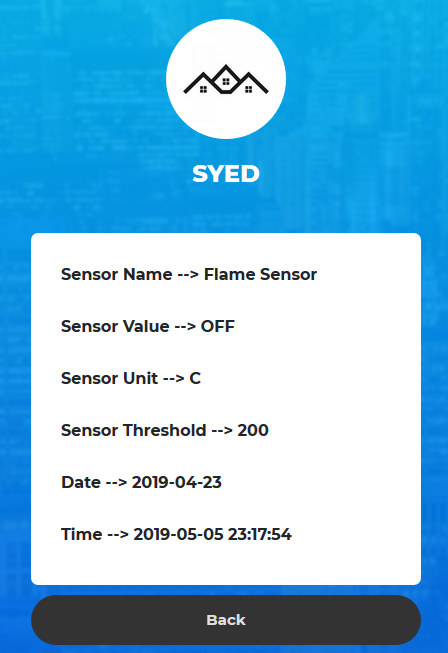 SYED
Sensor Name --> Flame Sensor
Sensor Value --> OFF
Sensor Unit --> C
Sensor Threshold --> 200
Date --> 2019-04-23
Time --> 2019-05-05 23:17:54
Back